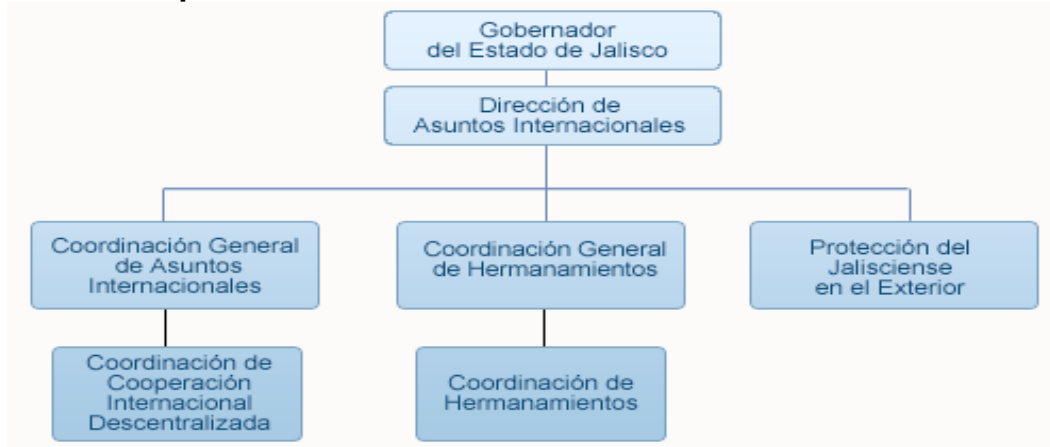 Gobernador
del Estado de Jalisco
Dirección de
Asuntos Internacionales
Coordinación General
de Asuntos
Internacionales
Coordinación General
de Hermanamientos
Protección del
Jalisciense
en el Exterior
Coordinación de
Cooperación
Internacional
Descentralizada
Coordinación de
Hermanamientos